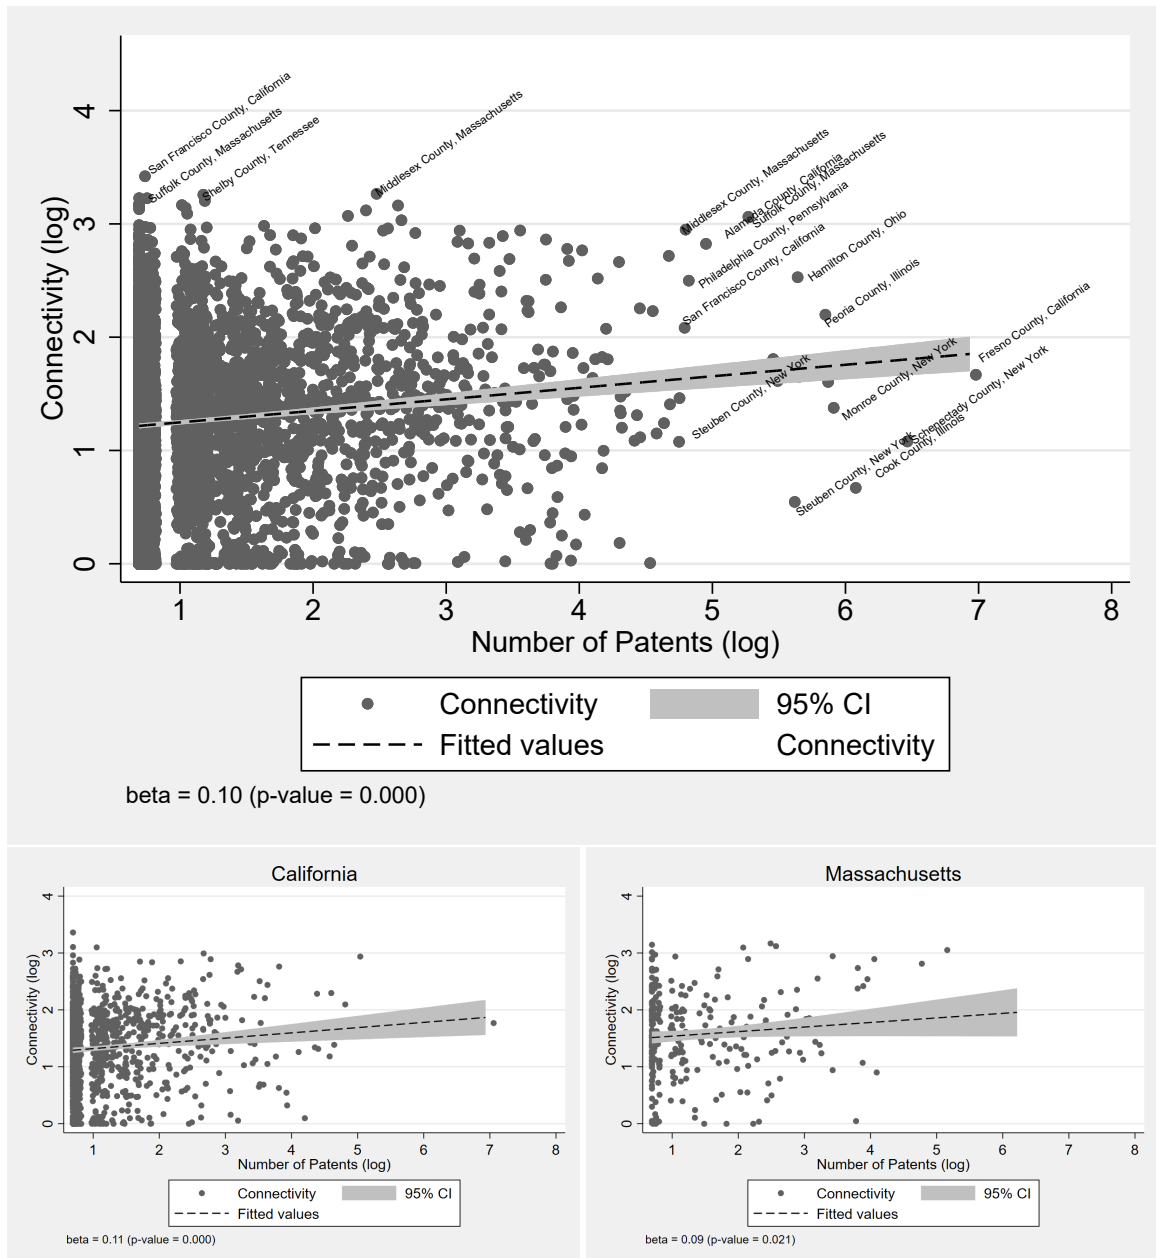 San Francisco County, California
Suffolk County, Massachusetts
Shelby County, Tennessee
Middlesex County, Massachusetts
Middlesex County, Massachusetts
Alameda County, California
Suffolk County, Massachusetts
Philadelphia County, Pennsylvania
San Francisco County, California
Hamilton County, Ohio
Peoria County, Illinois
Fresno County, California
Monroe County, New York
Schenectady County, New York
Steuben County, New York
Cook County, Illinois
Steuben County, New York
Connectivity (log)
4
3
2
1
0
1 2 3 4 5 6 7 8
Number of Patents (log)
Connectivity 95% CI
Fitted values Connectivity
beta = 0.10 (p-value = 0.000)
California
Connectivity (log)
4
3
2
1
0
1 2 3 4 5 6 7 8
Number of Patents (log)
Connectivity 95% CI
Fitted values
beta = 0.11 (p-value = 0.000)
Massachusetts
Connectivity (log)
4
3
2
1
0
1 2 3 4 5 6 7 8
Number of Patents (log)
Connectivity 95% CI
Fitted values
beta = 0.09 (p-value = 0.021)